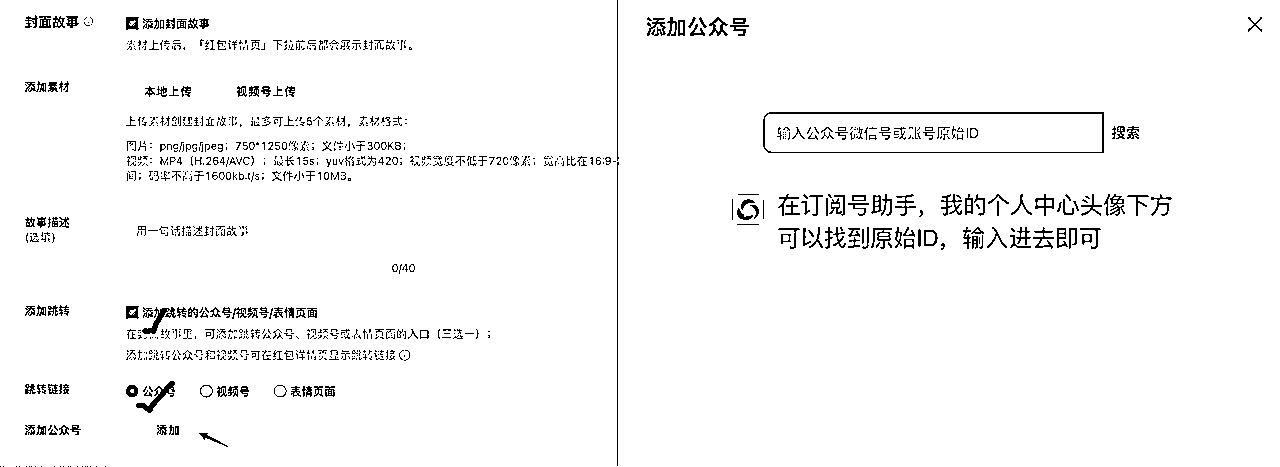 封面故事
添加封面故事
素材上传后，「红包详情页」下拉前后都会展示封面故事。
添加素材
本地上传 视频号上传
上传素材创建封面故事，最多可上传6个素材，素材格式：
图片：png/jpg/jpeg；750*1250像素；文件小于300KB；
视频：MP4（H.264/AVC）；最长15s；yuv格式为420；视频宽度不低于720像素；宽高比在16:9-
间；码率不高于1600kb.t/s；文件小于10MB。
故事描述
(选填)
用一句话描述封面故事
0/40
添加跳转
添加跳转的公众号/视频号/表情页面
在封面故事里，可添加跳转公众号、视频号或表情页面的入口（三选一）；
添加跳转公众号和视频号可在红包详情页显示跳转链接
跳转链接
公众号 视频号 表情页面
添加公众号
添加
添加公众号
输入公众号微信号或账号原始ID
搜索
在订阅号助手，我的个人中心头像下方
可以找到原始ID，输入进去即可